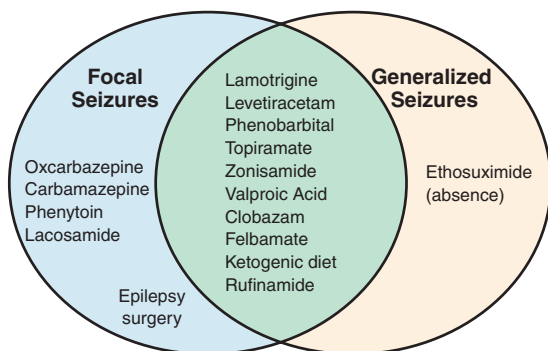 Focal
Seizures
Oxcarbazepine
Carbamazepine
Phenytoin
Lacosamide
Epilepsy
surgery
Lamotrigine
Levetiracetam
Phenobarbital
Topiramate
Zonisamide
Valproic Acid
Clobazam
Felbamate
Ketogenic diet
Rufinamide
Generalized
Seizures
Ethosuximide
(absence)